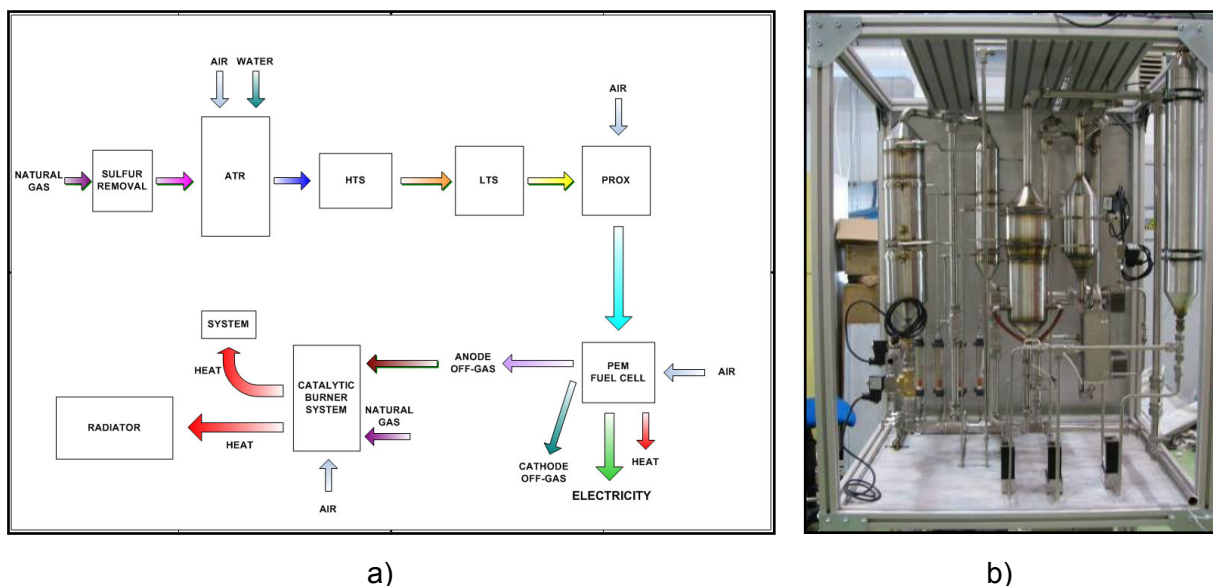 AIR
WATER
AIR
NATURAL
GAS
SULFUR
REMOVAL
ATR
HTS
LTS
PROX
SYSTEM
HEAT
CATALYTIC
BURNER
SYSTEM
ANODE
OFF-GAS
PEM
FUEL CELL
AIR
RADIATOR
HEAT
NATURAL
GAS
CATHODE
OFF-GAS
HEAT
ELECTRICITY
AIR
a)
b)